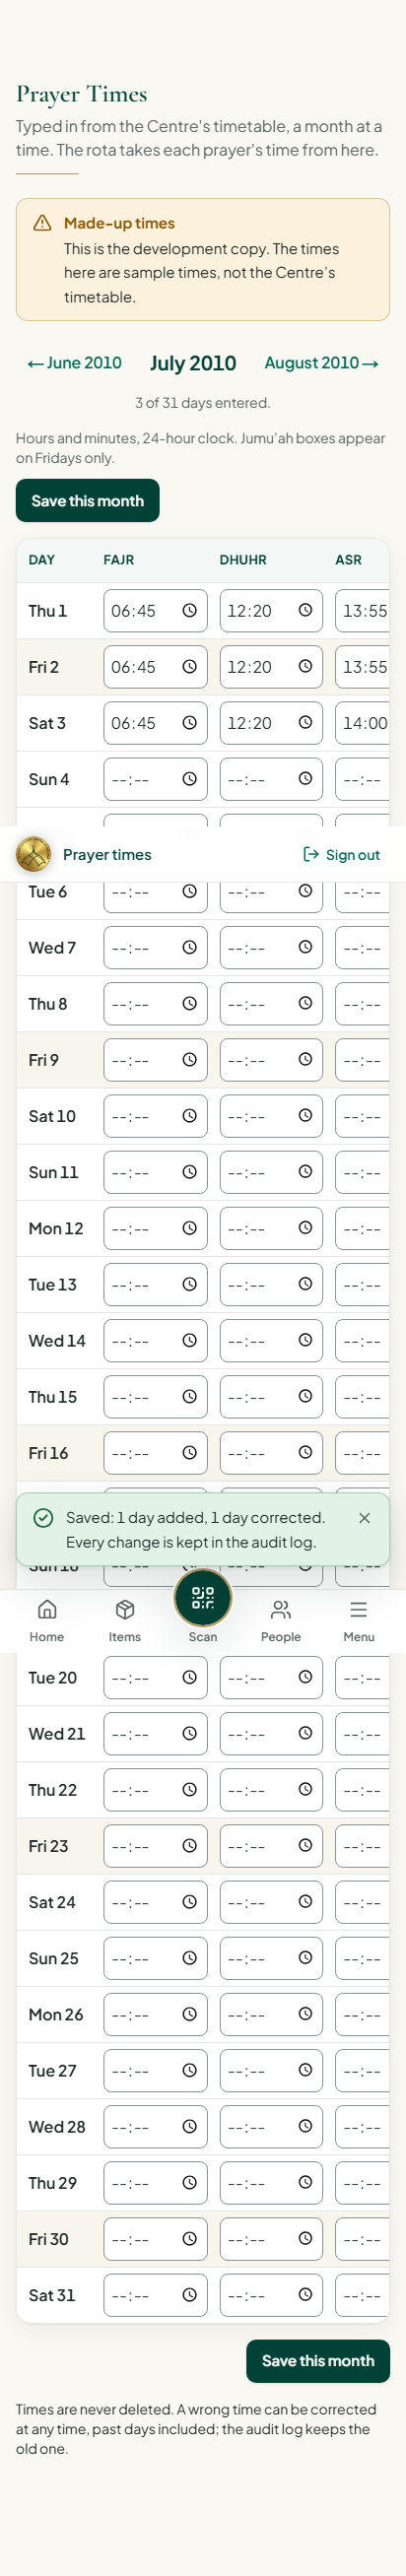 Prayer Times
Typed in from the Centre's timetable, a month at a
time. The rota takes each prayer's time from here.
Made-up times
This is the development copy. The times
here are sample times, not the Centre's
timetable.
← June 2010 July 2010 August 2010 →
3 of 31 days entered.
Hours and minutes, 24-hour clock. Jumu'ah boxes appear
on Fridays only.
Save this month
DAY FAJR DHUHR ASR
Thu 1 06:45 12:20 13:55
Fri 2 06:45 12:20 13:55
Sat 3 06:45 12:20 14:00
Sun 4 --:-- --:-- --:--
Prayer times Sign out
Tue 6 --:-- --:-- --:--
Wed 7 --:-- --:-- --:--
Thu 8 --:-- --:-- --:--
Fri 9 --:-- --:-- --:--
Sat 10 --:-- --:-- --:--
Sun 11 --:-- --:-- --:--
Mon 12 --:-- --:-- --:--
Tue 13 --:-- --:-- --:--
Wed 14 --:-- --:-- --:--
Thu 15 --:-- --:-- --:--
Fri 16 --:-- --:-- --:--
Saved: 1 day added, 1 day corrected.
Every change is kept in the audit log.
Sun 18
Home Items Scan People Menu
Tue 20 --:-- --:-- --:--
Wed 21 --:-- --:-- --:--
Thu 22 --:-- --:-- --:--
Fri 23 --:-- --:-- --:--
Sat 24 --:-- --:-- --:--
Sun 25 --:-- --:-- --:--
Mon 26 --:-- --:-- --:--
Tue 27 --:-- --:-- --:--
Wed 28 --:-- --:-- --:--
Thu 29 --:-- --:-- --:--
Fri 30 --:-- --:-- --:--
Sat 31 --:-- --:-- --:--
Save this month
Times are never deleted. A wrong time can be corrected
at any time, past days included; the audit log keeps the
old one.